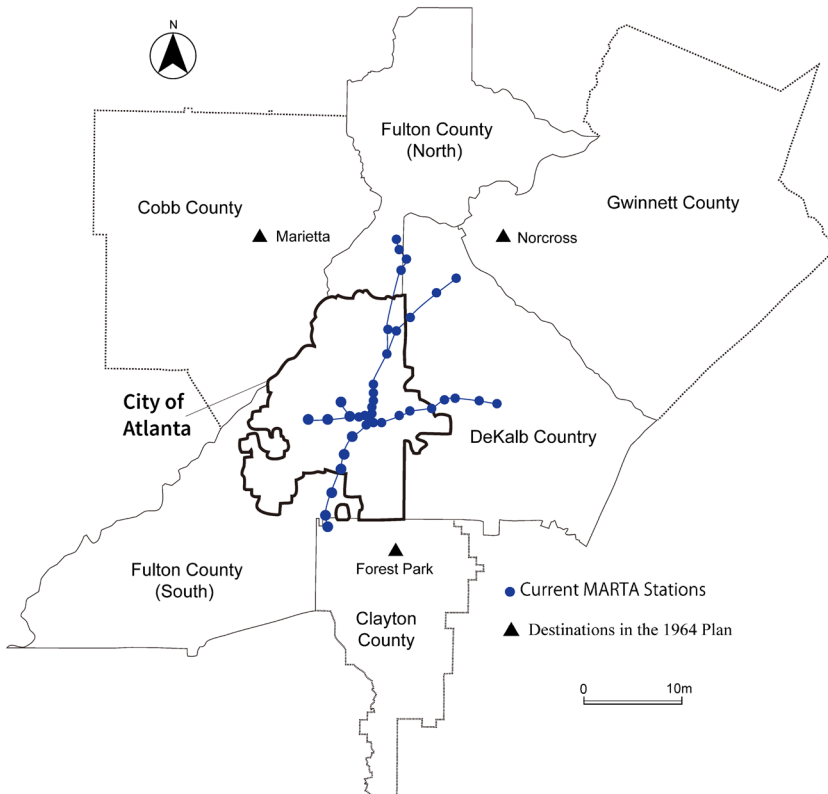 N
Fulton County
(North)
Cobb County
Gwinnett County
Marietta
Norcross
City of
Atlanta
DeKalb Country
Forest Park
Fulton County
(South)
Current MARTA Stations
Clayton
County
Destinations in the 1964 Plan
0
10m